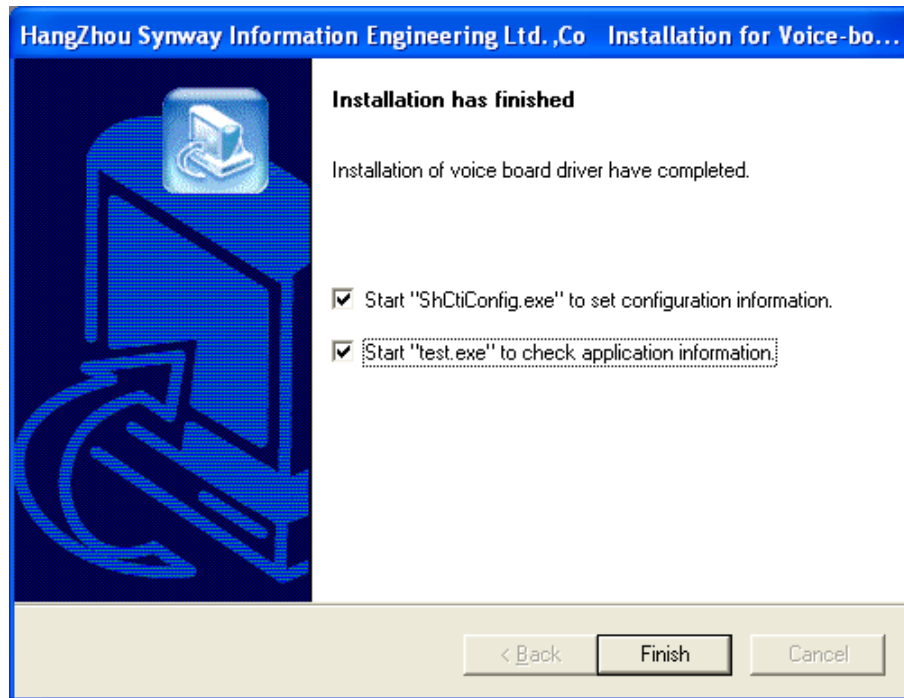 HangZhou Synway Information Engineering Ltd.,Co Installation for Voice-bo...
Installation has finished
Installation of voice board driver have completed.
Start "ShCtiConfig.exe" to set configuration information.
Start "test.exe" to check application information.
< Back
Finish
Cancel